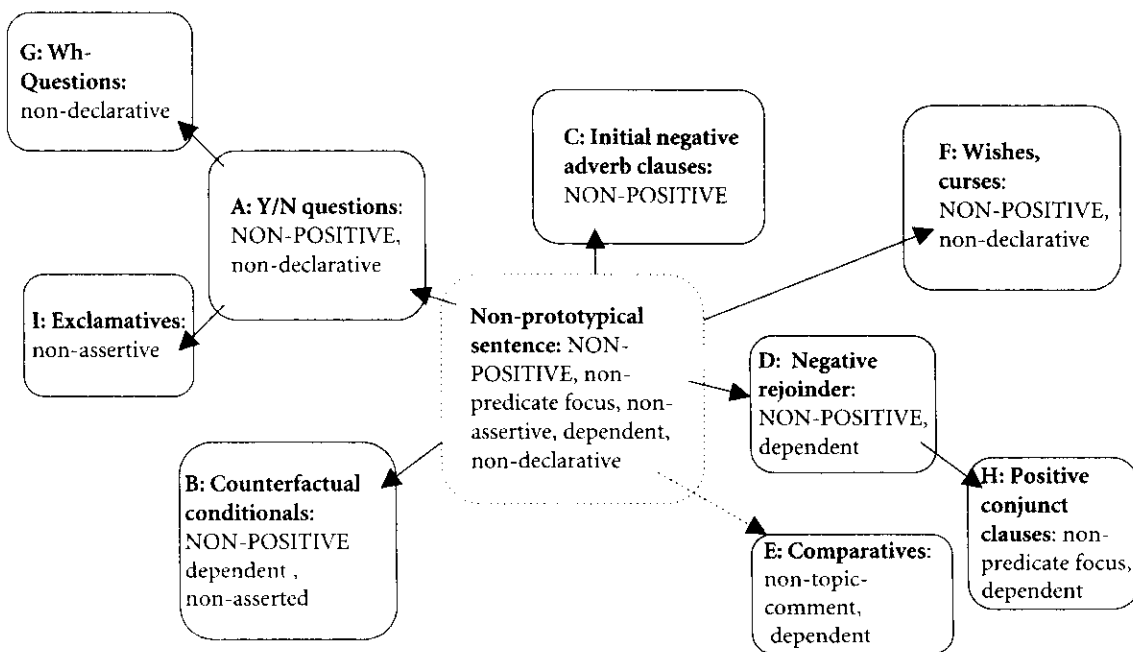 G: Wh-
Questions:
non-declarative
C: Initial negative
adverb clauses:
NON-POSITIVE
F: Wishes,
curses:
NON-POSITIVE,
non-declarative
A: Y/N questions:
NON-POSITIVE,
non-declarative
I: Exclamatives:
non-assertive
Non-prototypical
sentence: NON-
POSITIVE, non-
predicate focus, non-
assertive, dependent,
non-declarative
D: Negative
rejoinder:
NON-POSITIVE,
dependent
B: Counterfactual
conditionals:
NON-POSITIVE
dependent ,
non-asserted
E: Comparatives:
non-topic-
comment,
dependent
H: Positive
conjunct
clauses: non-
predicate focus,
dependent